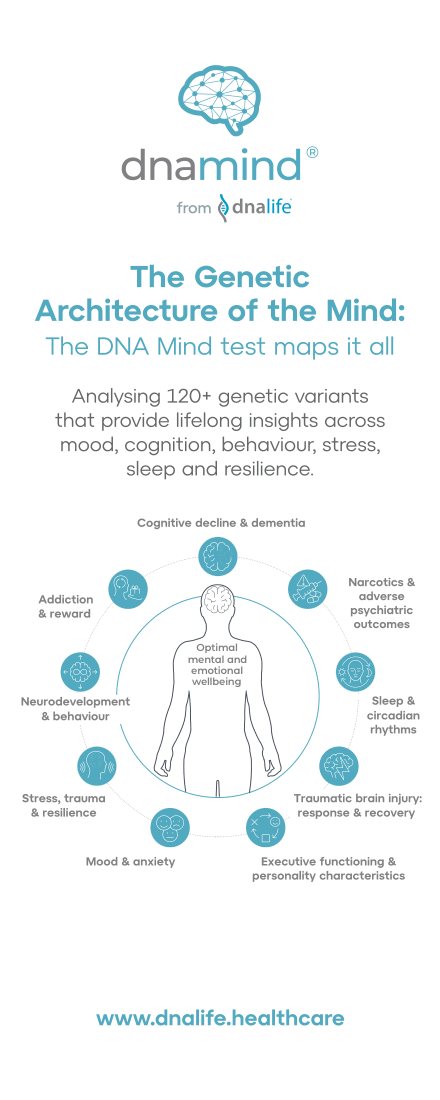 dnamind®
from dnalife
The Genetic
Architecture of the Mind:
The DNA Mind test maps it all
Analysing 120+ genetic variants
that provide lifelong insights across
mood, cognition, behaviour, stress,
sleep and resilience.
Cognitive decline & dementia
Narcotics &
adverse
psychiatric
outcomes
Addiction
& reward
Optimal
mental and
emotional
wellbeing
Neurodevelopment
& behaviour
Sleep &
circadian
rhythms
Stress, trauma
& resilience
Traumatic brain injury:
response & recovery
Mood & anxiety
Executive functioning &
personality characteristics
www.dnalife.healthcare